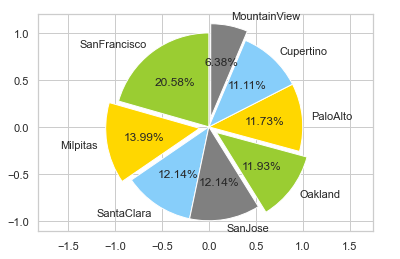 MountainView
1.0
SanFrancisco
Cupertino
6.38%
20.58%
11.11%
0.5
PaloAlto
11.73%
0.0
13.99%
Milpitas
11.93%
−0.5
12.14%
12.14%
Oakland
SantaClara
−1.0
SanJose
−1.5
−1.0
−0.5
0.0
0.5
1.0
1.5